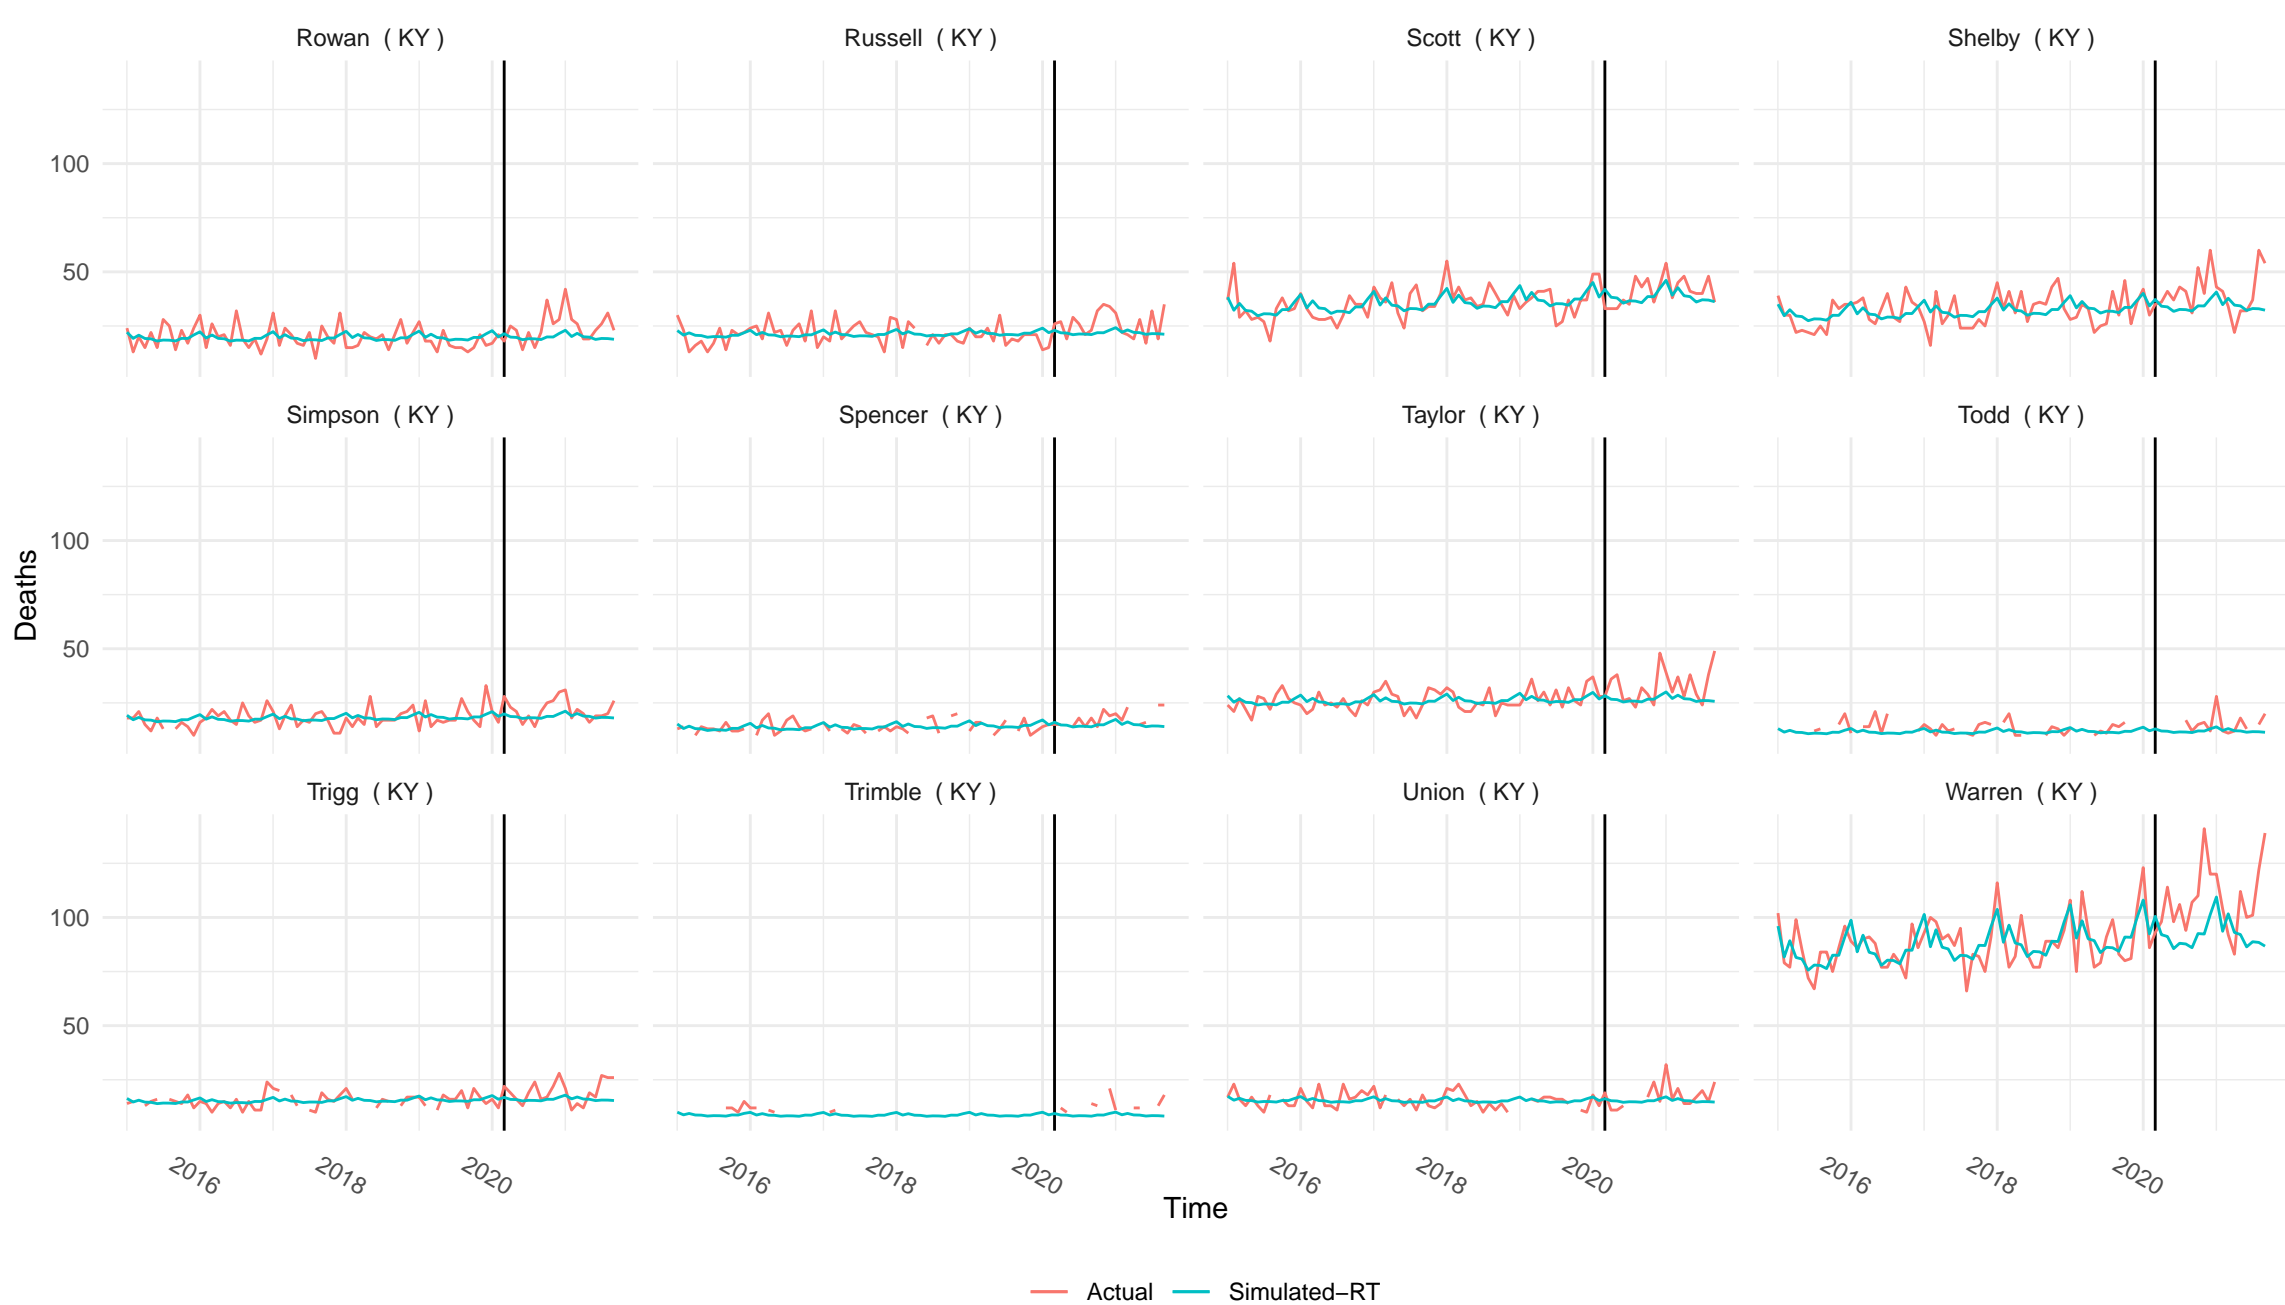 Rowan ( KY ) Russell ( KY ) Scott ( KY ) Shelby ( KY )
100
50
Simpson ( KY ) Spencer ( KY ) Taylor ( KY ) Todd ( KY )
100
50
Deaths
Trigg ( KY ) Trimble ( KY ) Union ( KY ) Warren ( KY )
100
50
2016 2018 2020 2016 2018 2020 2016 2018 2020 2016 2018 2020
Time
Actual Simulated−RT